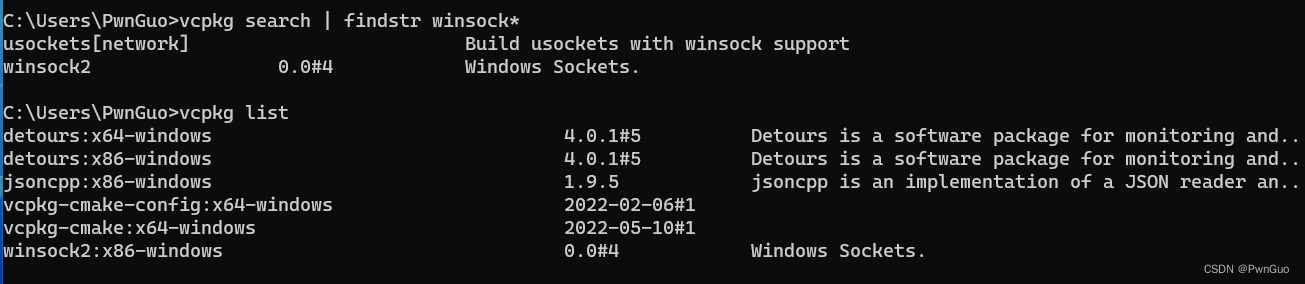 C:\Users\PwnGuo>vcpkg search | findstr winsock*
usockets[network] Build usockets with winsock support
winsock2 0.0#4 Windows Sockets.
C:\Users\PwnGuo>vcpkg list
detours:x64-windows 4.0.1#5 Detours is a software package for monitoring and..
detours:x86-windows 4.0.1#5 Detours is a software package for monitoring and..
jsoncpp:x86-windows 1.9.5 jsoncpp is an implementation of a JSON reader an..
vcpkg-cmake-config:x64-windows 2022-02-06#1
vcpkg-cmake:x64-windows 2022-05-10#1
winsock2:x86-windows 0.0#4 Windows Sockets.
CSDN @PwnGuo